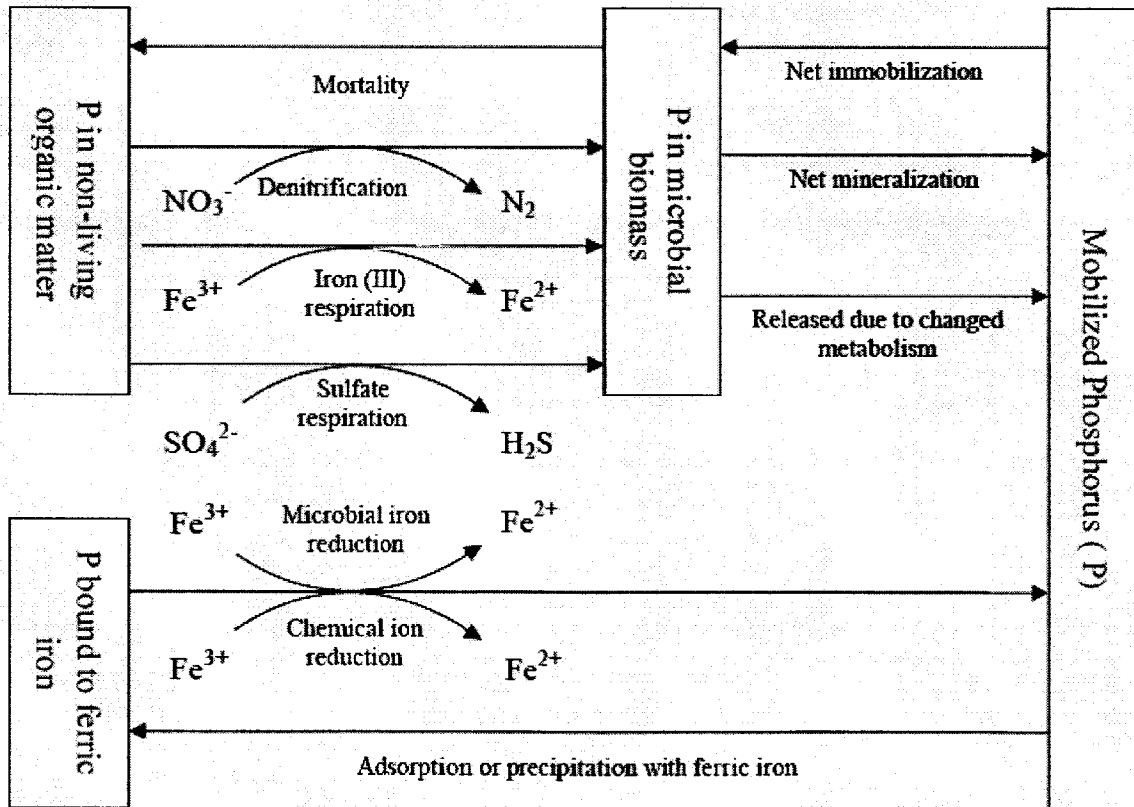 P in non-living
organic matter
Mortality
NO₃⁻
Denitrification
N₂
Fe³⁺
Iron (III)
respiration
Fe²⁺
Sulfate
respiration
SO₄²⁻
H₂S
P in microbial
biomass
Net immobilization
Net mineralization
Released due to changed
metabolism
Mobilized Phosphorus ( P)
P bound to ferric
iron
Fe³⁺
Microbial iron
reduction
Fe²⁺
Chemical ion
reduction
Fe³⁺
Fe²⁺
Adsorption or precipitation with ferric iron